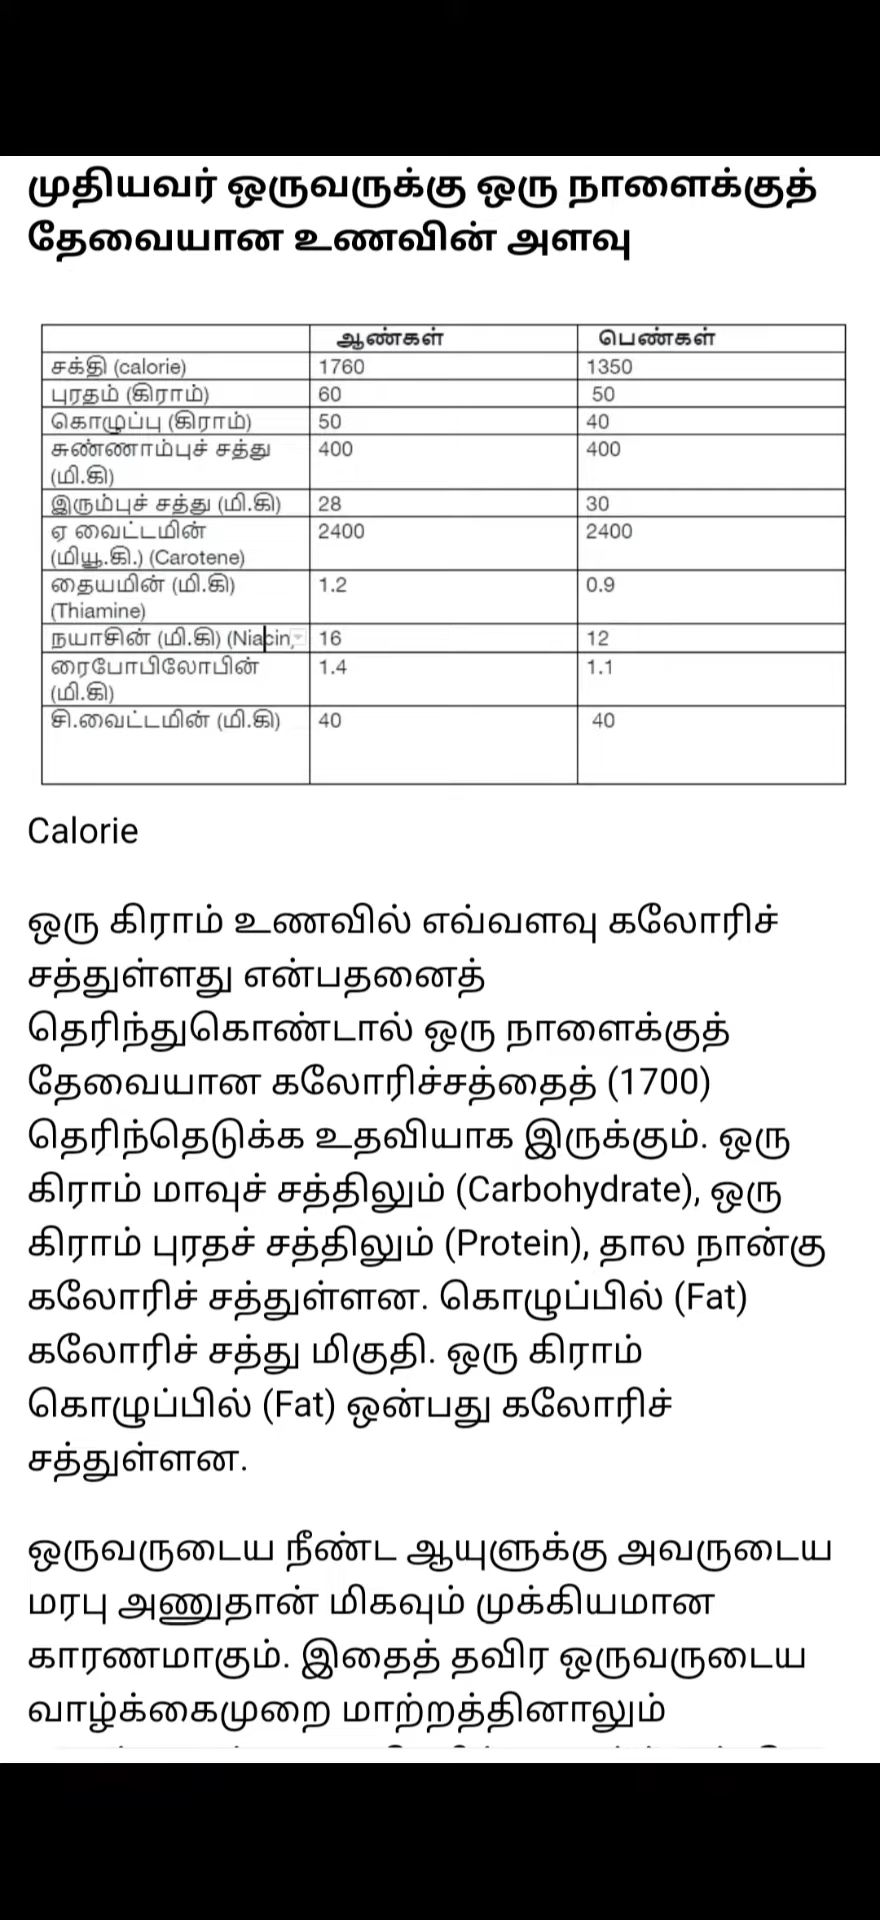 முதியவர் ஒருவருக்கு ஒரு நாளைக்குத்
தேவையான உணவின் அளவு
ஆண்கள் பெண்கள்
சக்தி (calorie) 1760 1350
புரதம் (கிராம்) 60 50
கொழுப்பு (கிராம்) 50 40
சுண்ணாம்புச் சத்து 400 400
(மி.கி)
இரும்புச் சத்து (மி.கி) 28 30
ஏ வைட்டமின் 2400 2400
(மியூ.கி.) (Carotene)
தையமின் (மி.கி) 1.2 0.9
(Thiamine)
நயாசின் (மி.கி) (Niacin, 16 12
ரைபோபிலோபின் 1.4 1.1
(மி.கி)
சி.வைட்டமின் (மி.கி) 40 40
Calorie
ஒரு கிராம் உணவில் எவ்வளவு கலோரிச்
சத்துள்ளது என்பதனைத்
தெரிந்துகொண்டால் ஒரு நாளைக்குத்
தேவையான கலோரிச்சத்தைத் (1700)
தெரிந்தெடுக்க உதவியாக இருக்கும். ஒரு
கிராம் மாவுச் சத்திலும் (Carbohydrate), ஒரு
கிராம் புரதச் சத்திலும் (Protein), தால நான்கு
கலோரிச் சத்துள்ளன. கொழுப்பில் (Fat)
கலோரிச் சத்து மிகுதி. ஒரு கிராம்
கொழுப்பில் (Fat) ஒன்பது கலோரிச்
சத்துள்ளன.
ஒருவருடைய நீண்ட ஆயுளுக்கு அவருடைய
மரபு அணுதான் மிகவும் முக்கியமான
காரணமாகும். இதைத் தவிர ஒருவருடைய
வாழ்க்கைமுறை மாற்றத்தினாலும்